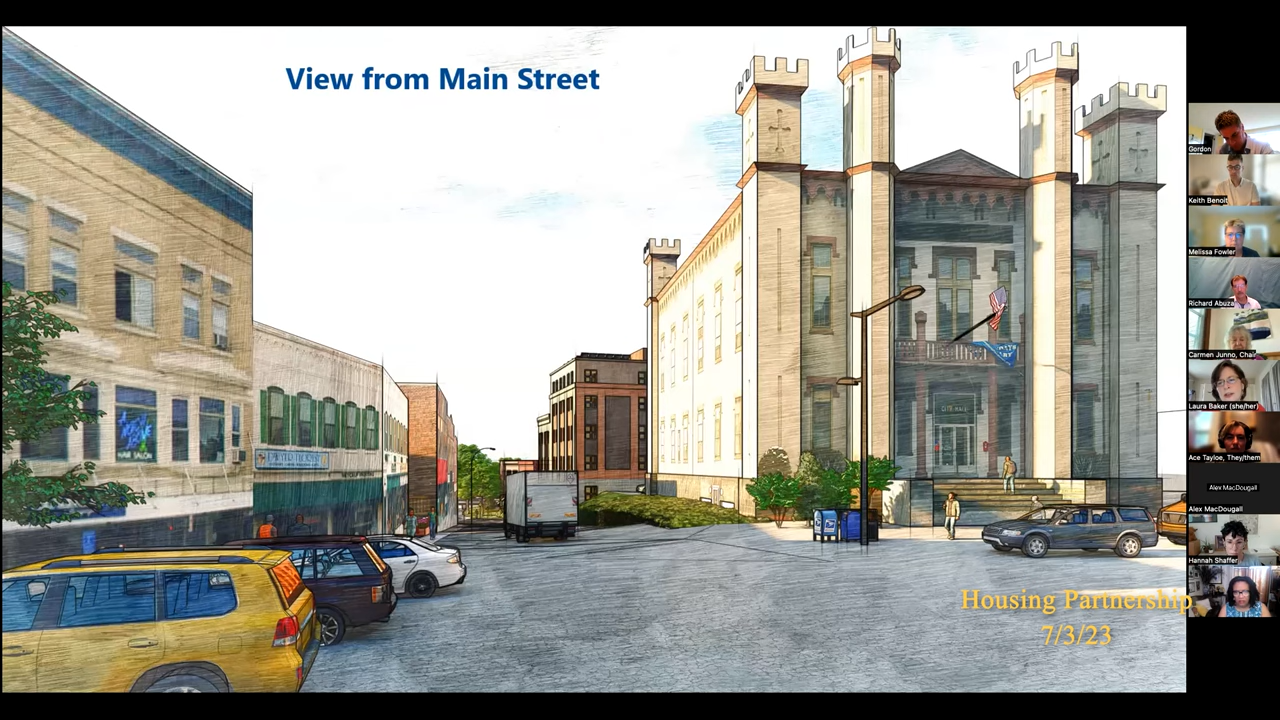 View from Main Street
HAIR SALON
CITY HALL
Housing Partnership
7/3/23
Gordon
Keith Benoit
Melissa Fowler
Richard Abuza
Carmen Junno, Chair
Laura Baker (she/her)
Ace Tayloe, They/them
Alex MacDougall
Alex MacDougall
Hannah Shaffer